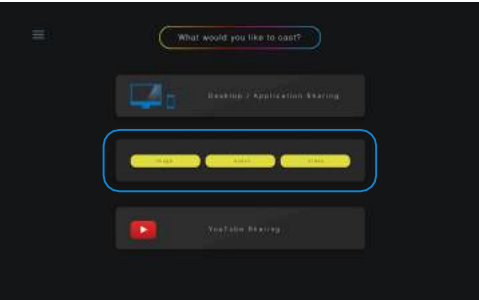 What would you like to cast?
Desktop / Application Sharing
YouTube Sharing